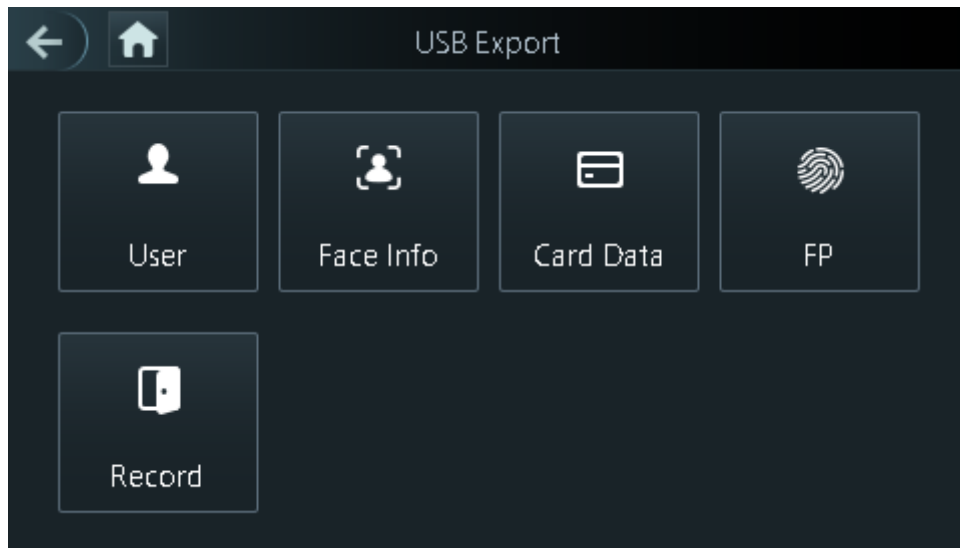 USB Export
User
Face Info
Card Data
FP
Record